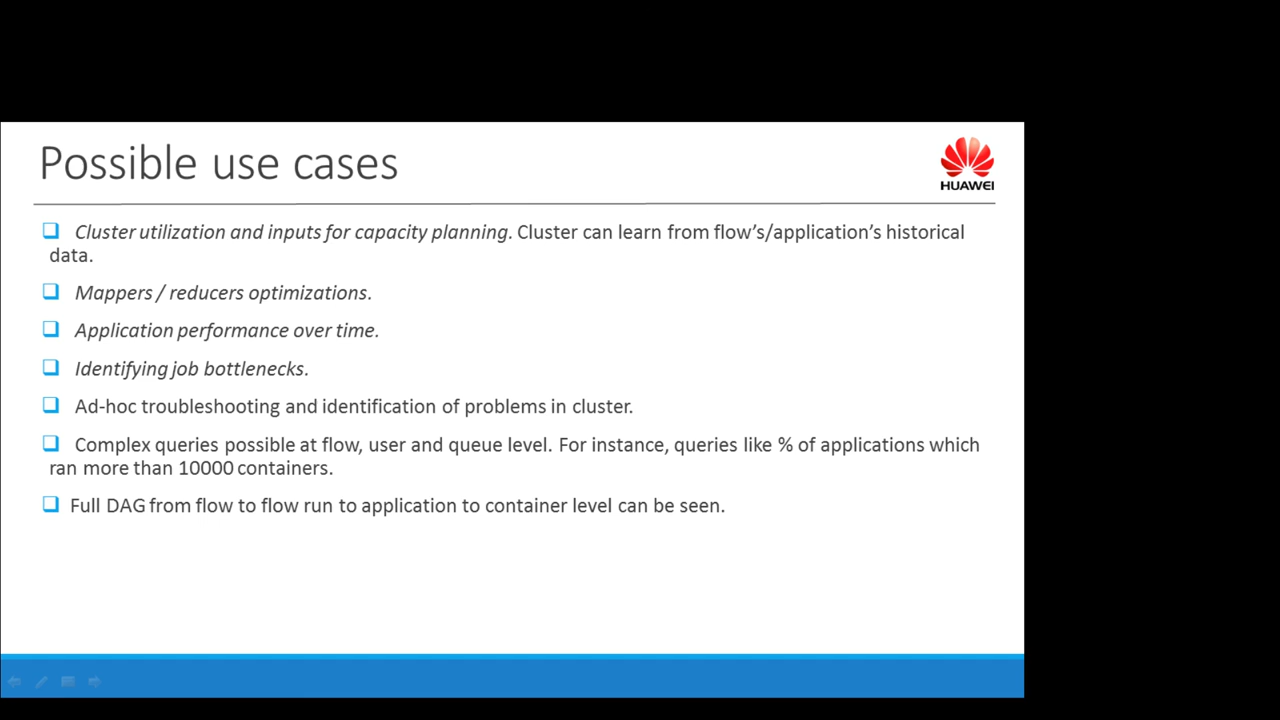 Possible use cases
HUAWEI
Cluster utilization and inputs for capacity planning. Cluster can learn from flow’s/application’s historical
data.
Mappers / reducers optimizations.
Application performance over time.
Identifying job bottlenecks.
Ad-hoc troubleshooting and identification of problems in cluster.
Complex queries possible at flow, user and queue level. For instance, queries like % of applications which
ran more than 10000 containers.
Full DAG from flow to flow run to application to container level can be seen.